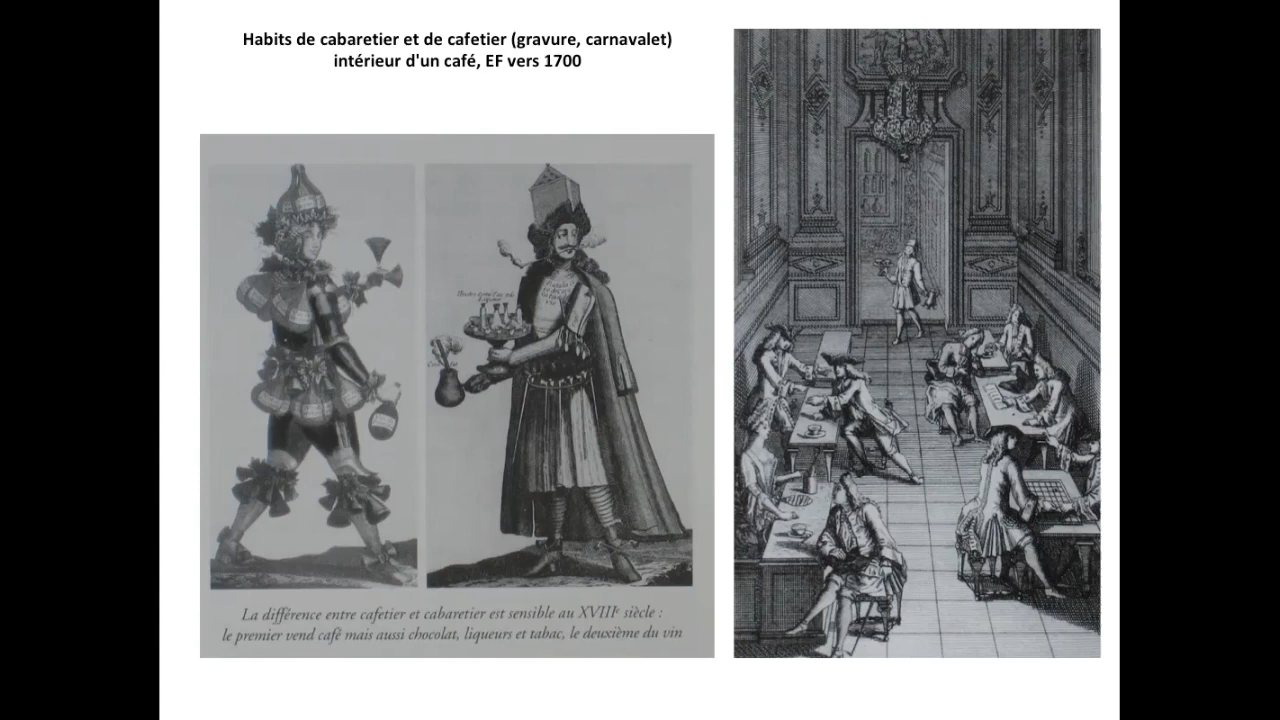 Habits de cabaretier et de cafetier (gravure, carnavalet)
intérieur d'un café, EF vers 1700
La différence entre cafetier et cabaretier est sensible au XVIIIe siècle :
le premier vend café mais aussi chocolat, liqueurs et tabac, le deuxième du vin